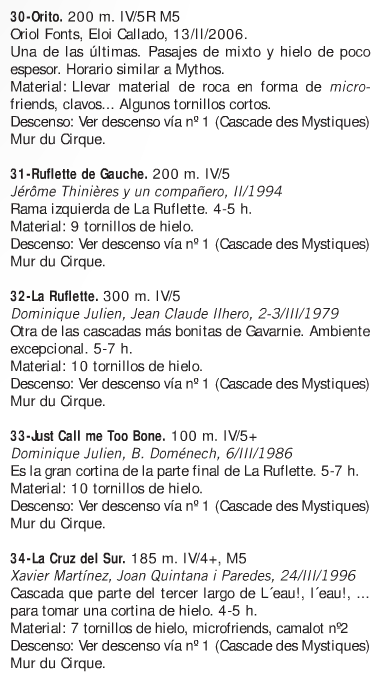 30-Orito. 200 m. IV/5R M5
Oriol Fonts, Eloi Callado, 13/II/2006.
Una de las últimas. Pasajes de mixto y hielo de poco
espesor. Horario similar a Mythos.
Material: Llevar material de roca en forma de micro-
friends, clavos... Algunos tornillos cortos.
Descenso: Ver descenso vía nº 1 (Cascade des Mystiques)
Mur du Cirque.
31-Ruflette de Gauche. 200 m. IV/5
Jérôme Thinières y un compañero, II/1994
Rama izquierda de La Ruflette. 4-5 h.
Material: 9 tornillos de hielo.
Descenso: Ver descenso vía nº 1 (Cascade des Mystiques)
Mur du Cirque.
32-La Ruflette. 300 m. IV/5
Dominique Julien, Jean Claude Ilhero, 2-3/III/1979
Otra de las cascadas más bonitas de Gavarnie. Ambiente
excepcional. 5-7 h.
Material: 10 tornillos de hielo.
Descenso: Ver descenso vía nº 1 (Cascade des Mystiques)
Mur du Cirque.
33-Just Call me Too Bone. 100 m. IV/5+
Dominique Julien, B. Doménech, 6/III/1986
Es la gran cortina de la parte final de La Ruflette. 5-7 h.
Material: 10 tornillos de hielo.
Descenso: Ver descenso vía nº 1 (Cascade des Mystiques)
Mur du Cirque.
34-La Cruz del Sur. 185 m. IV/4+, M5
Xavier Martínez, Joan Quintana i Paredes, 24/III/1996
Cascada que parte del tercer largo de L´eau!, l´eau!, ...
para tomar una cortina de hielo. 4-5 h.
Material: 7 tornillos de hielo, microfriends, camalot nº2
Descenso: Ver descenso vía nº 1 (Cascade des Mystiques)
Mur du Cirque.